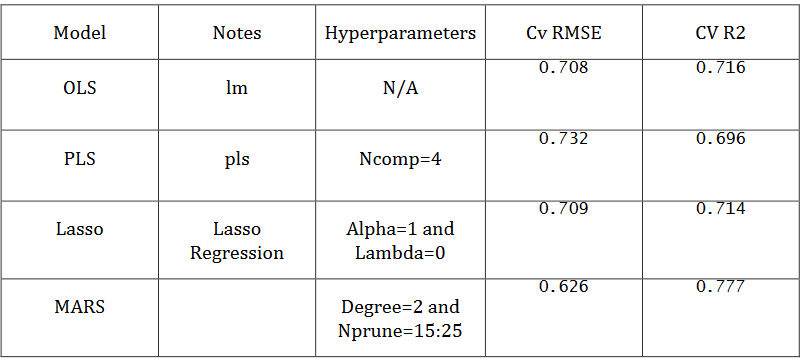 Model Notes Hyperparameters Cv RMSE CV R2
OLS lm N/A 0.708 0.716
PLS pls Ncomp=4 0.732 0.696
Lasso Lasso Regression Alpha=1 and Lambda=0 0.709 0.714
MARS Degree=2 and Nprune=15:25 0.626 0.777